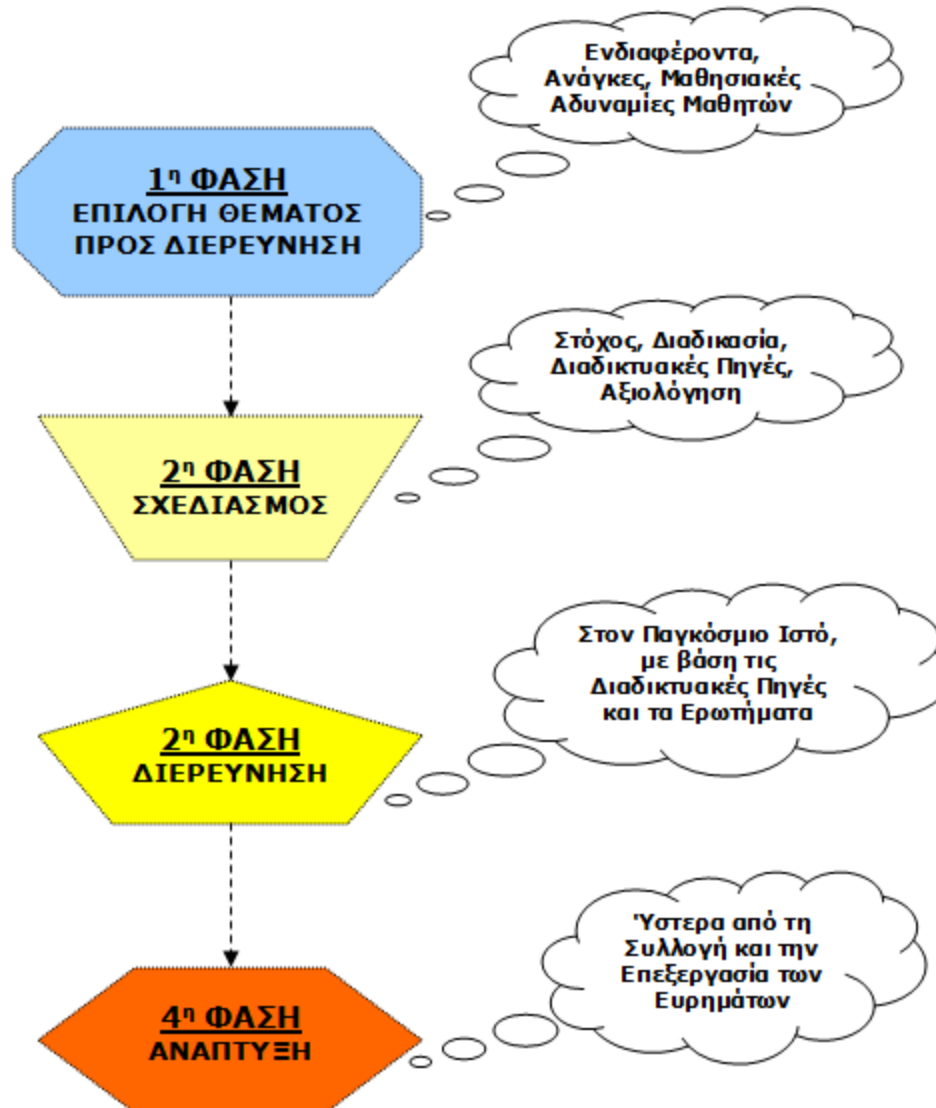 Ενδιαφέροντα,
Ανάγκες, Μαθησιακές
Αδυναμίες Μαθητών
1η ΦΑΣΗ
ΕΠΙΛΟΓΗ ΘΕΜΑΤΟΣ
ΠΡΟΣ ΔΙΕΡΕΥΝΗΣΗ
Στόχος, Διαδικασία,
Διαδικτυακές Πηγές,
Αξιολόγηση
2η ΦΑΣΗ
ΣΧΕΔΙΑΣΜΟΣ
Στον Παγκόσμιο Ιστό,
με βάση τις
Διαδικτυακές Πηγές
και τα Ερωτήματα
2η ΦΑΣΗ
ΔΙΕΡΕΥΝΗΣΗ
Ύστερα από τη
Συλλογή και την
Επεξεργασία των
Ευρημάτων
4η ΦΑΣΗ
ΑΝΑΠΤΥΞΗ